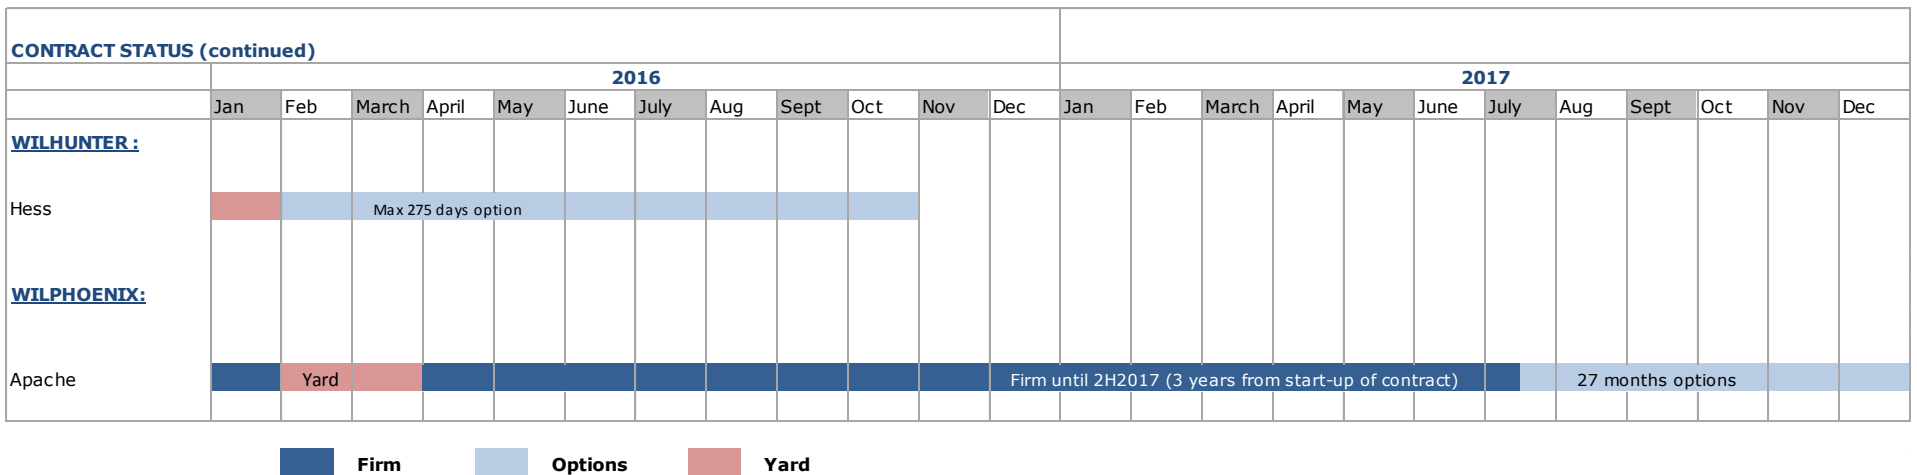 CONTRACT STATUS (continued)
2016 2017
Jan Feb March April May June July Aug Sept Oct Nov Dec Jan Feb March April May June July Aug Sept Oct Nov Dec
WILHUNTER :
Hess Max 275 days option
WILPHOENIX:
Apache Yard Firm until 2H2017 (3 years from start-up of contract) 27 months options
Firm Options Yard